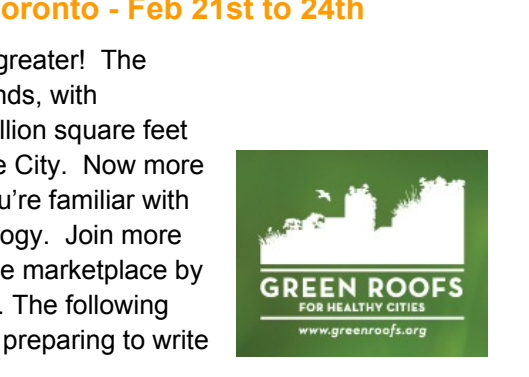 oronto - Feb 21st to 24th
greater! The
nds, with
llion square feet
e City. Now more
u're familiar with
ogy. Join more
e marketplace by
. The following
preparing to write
GREEN ROOFS
FOR HEALTHY CITIES
www.greenroofs.org